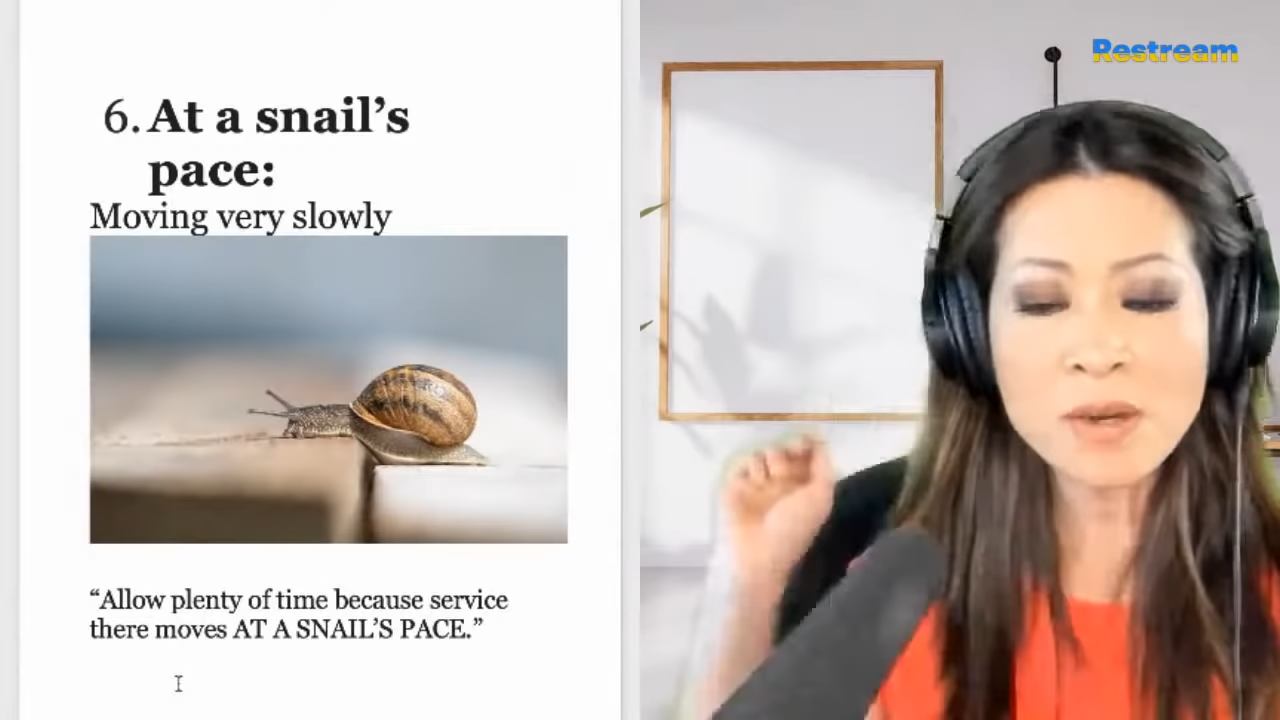 6. At a snail’s
pace:
Moving very slowly
“Allow plenty of time because service
there moves AT A SNAIL’S PACE.”
Restream